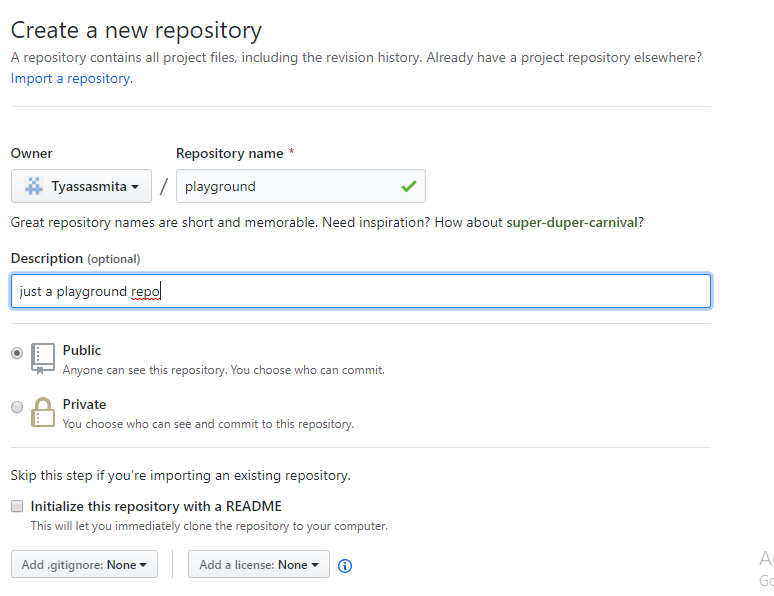 Create a new repository
A repository contains all project files, including the revision history. Already have a project repository elsewhere?
Import a repository.
Owner
Repository name *
Tyassasmita
/
playground
Great repository names are short and memorable. Need inspiration? How about super-duper-carnival?
Description (optional)
just a playground repo
Public
Anyone can see this repository. You choose who can commit.
Private
You choose who can see and commit to this repository.
Skip this step if you're importing an existing repository.
Initialize this repository with a README
This will let you immediately clone the repository to your computer.
Add .gitignore: None
Add a license: None